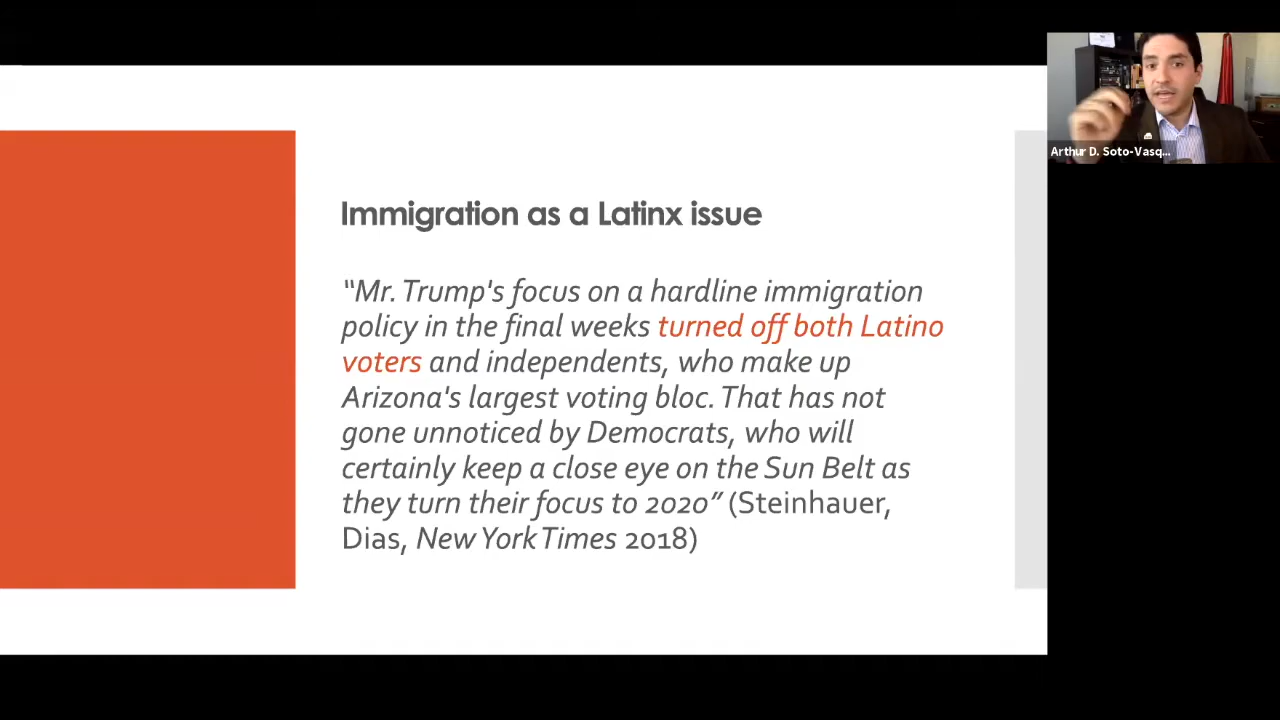 Immigration as a Latinx issue
“Mr. Trump's focus on a hardline immigration
policy in the final weeks turned off both Latino
voters and independents, who make up
Arizona's largest voting bloc. That has not
gone unnoticed by Democrats, who will
certainly keep a close eye on the Sun Belt as
they turn their focus to 2020” (Steinhauer,
Dias, New York Times 2018)
Arthur D. Soto-Vasq...